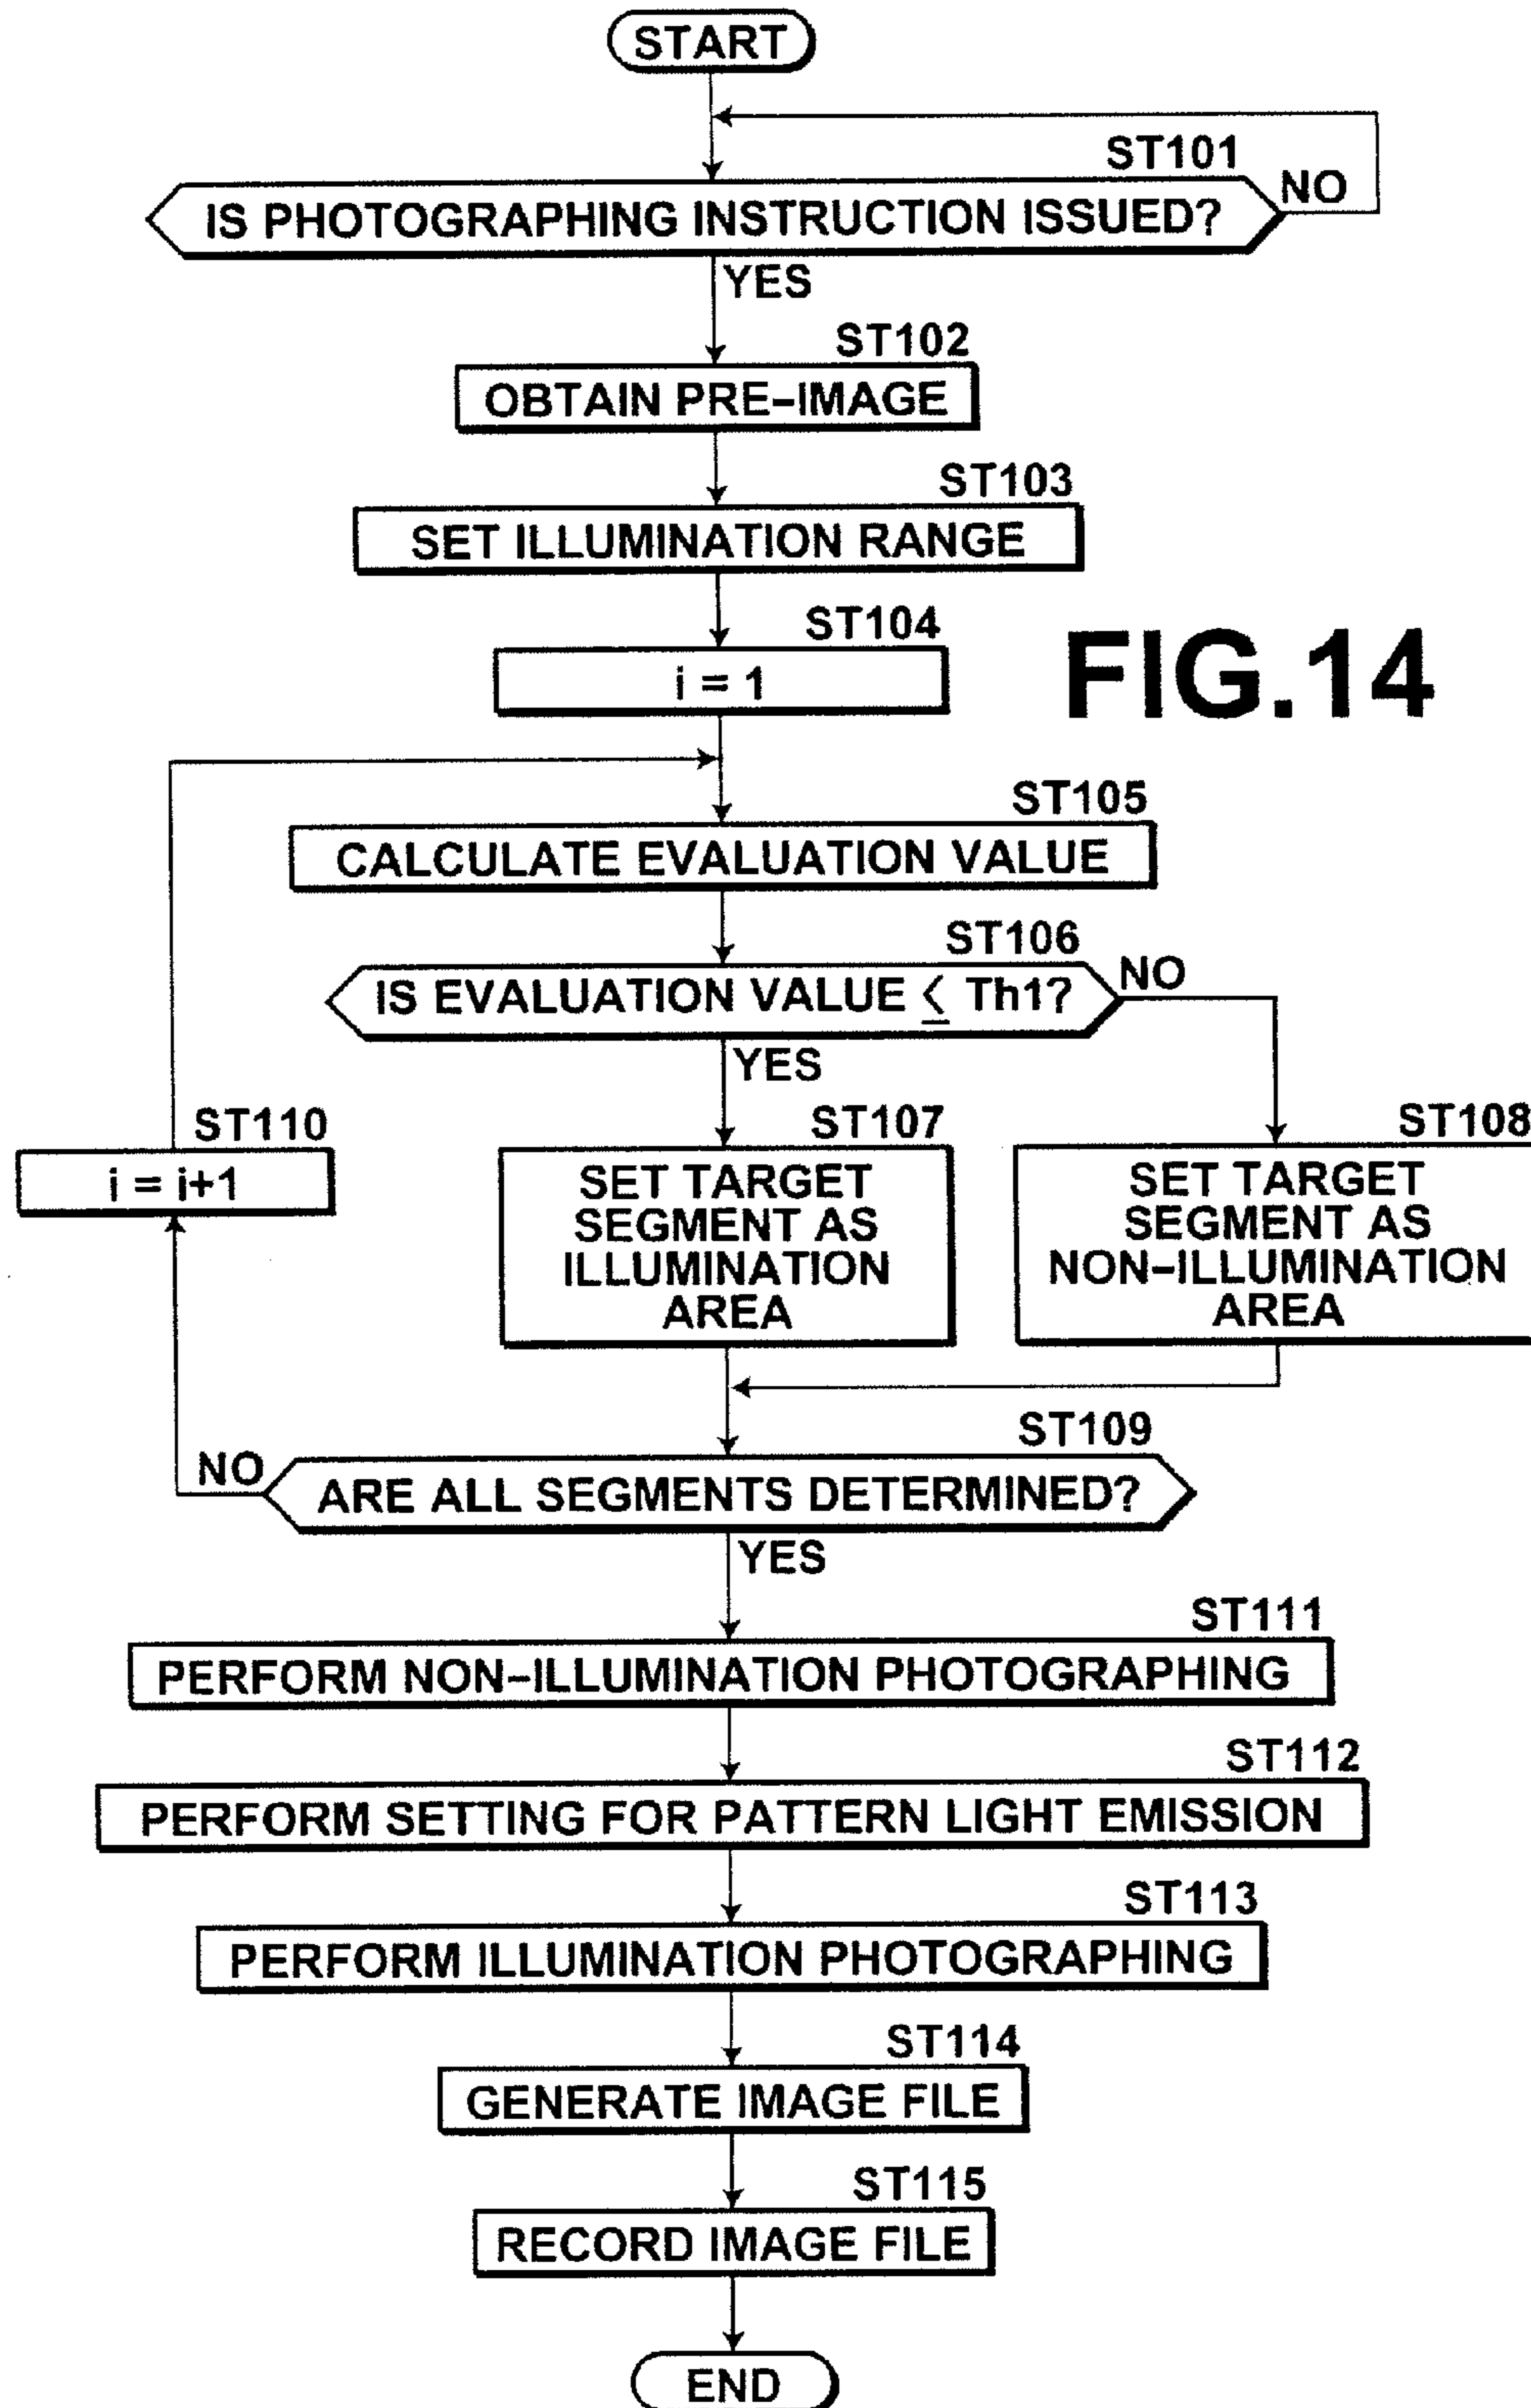 START
ST101
IS PHOTOGRAPHING INSTRUCTION ISSUED?
NO
YES
ST102
OBTAIN PRE-IMAGE
ST103
SET ILLUMINATION RANGE
ST104
i = 1
FIG.14
ST105
CALCULATE EVALUATION VALUE
ST106
IS EVALUATION VALUE ≤ Th1?
NO
YES
ST107
SET TARGET
SEGMENT AS
ILLUMINATION
AREA
ST108
SET TARGET
SEGMENT AS
NON-ILLUMINATION
AREA
ST110
i = i+1
ST109
NO
ARE ALL SEGMENTS DETERMINED?
YES
ST111
PERFORM NON-ILLUMINATION PHOTOGRAPHING
ST112
PERFORM SETTING FOR PATTERN LIGHT EMISSION
ST113
PERFORM ILLUMINATION PHOTOGRAPHING
ST114
GENERATE IMAGE FILE
ST115
RECORD IMAGE FILE
END